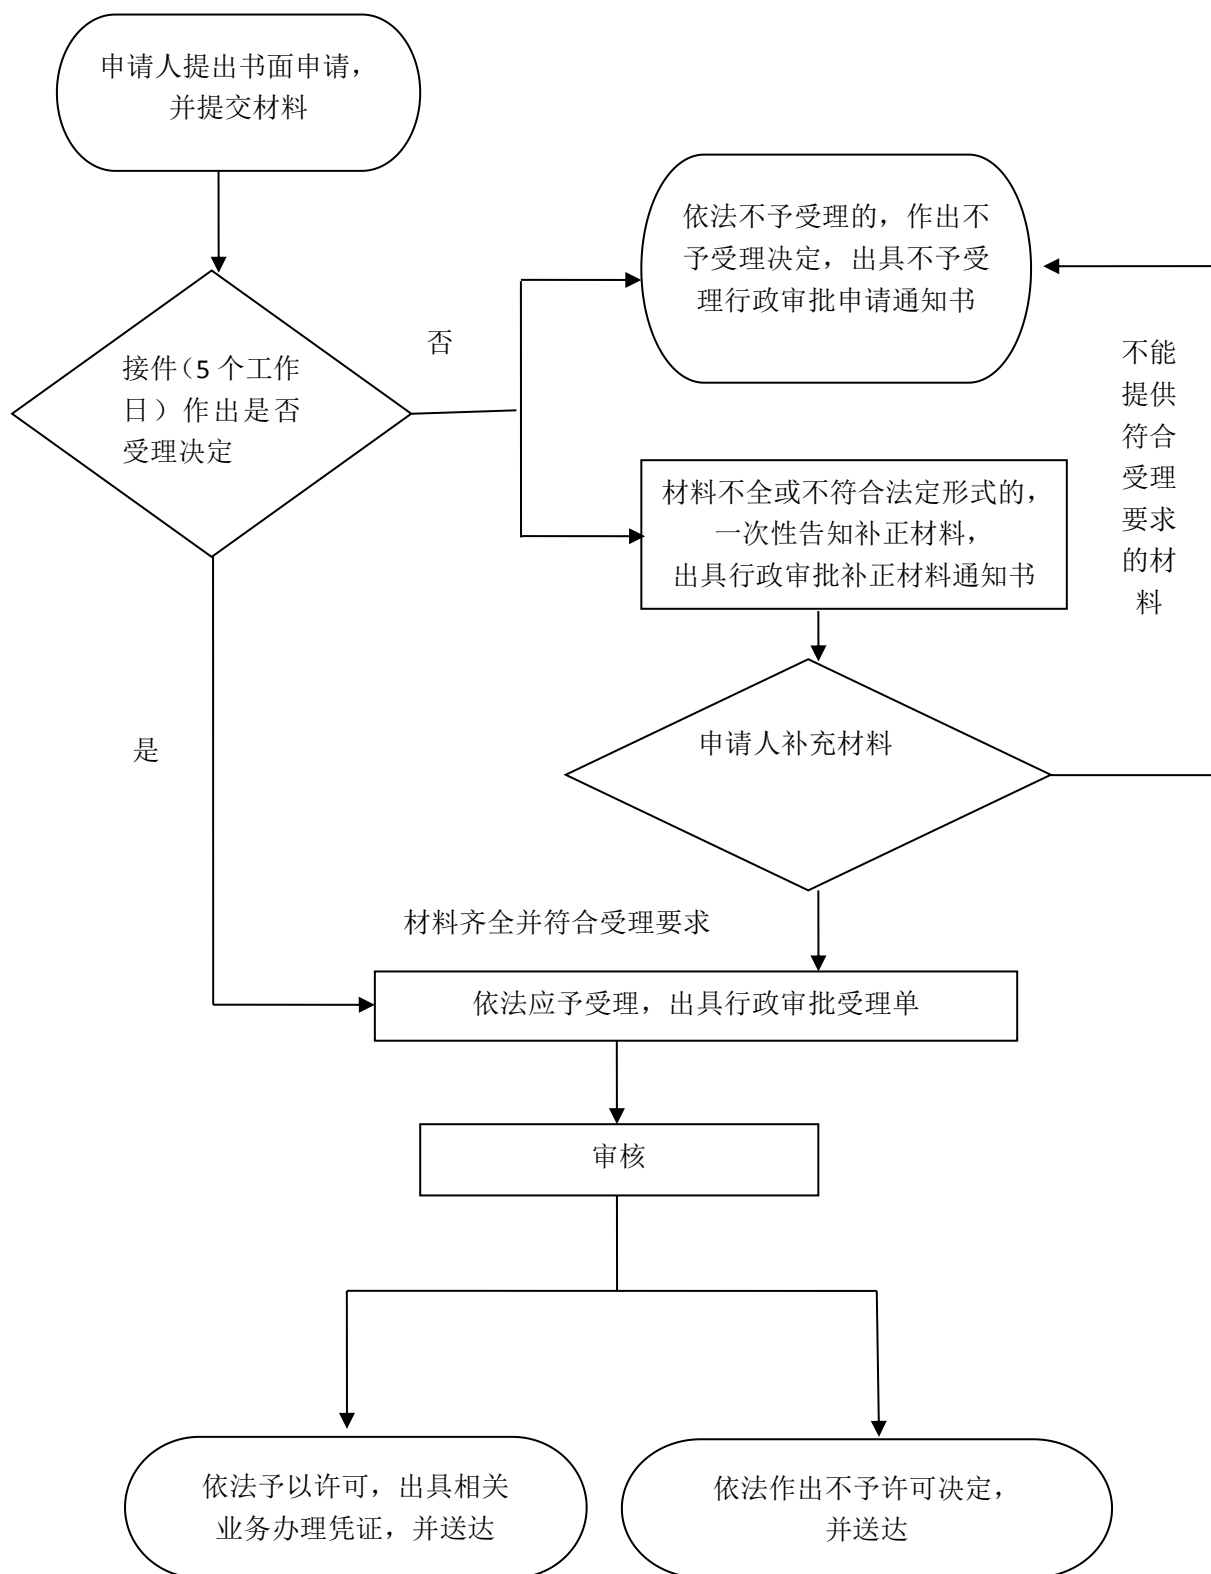 申请人提出书面申请，
并提交材料
依法不予受理的，作出不
予受理决定，出具不予受
理行政审批申请通知书
否
接件（5 个工作
日）作出是否
受理决定
不能
提供
符合
受理
要求
的材
料
材料不全或不符合法定形式的，
一次性告知补正材料，
出具行政审批补正材料通知书
申请人补充材料
是
材料齐全并符合受理要求
依法应予受理，出具行政审批受理单
审核
依法予以许可，出具相关
业务办理凭证，并送达
依法作出不予许可决定，
并送达